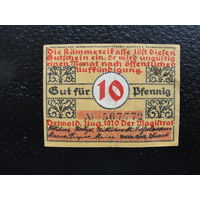 Die Kämmereikasse löst diesen
Gutschein ein. Er wird ungültig
einen Monat nach öffentlicher
Aufkündigung.
Gut für 10 Pfennig
№ 567779
Detmold, Aug. 1920 Der Magistrat